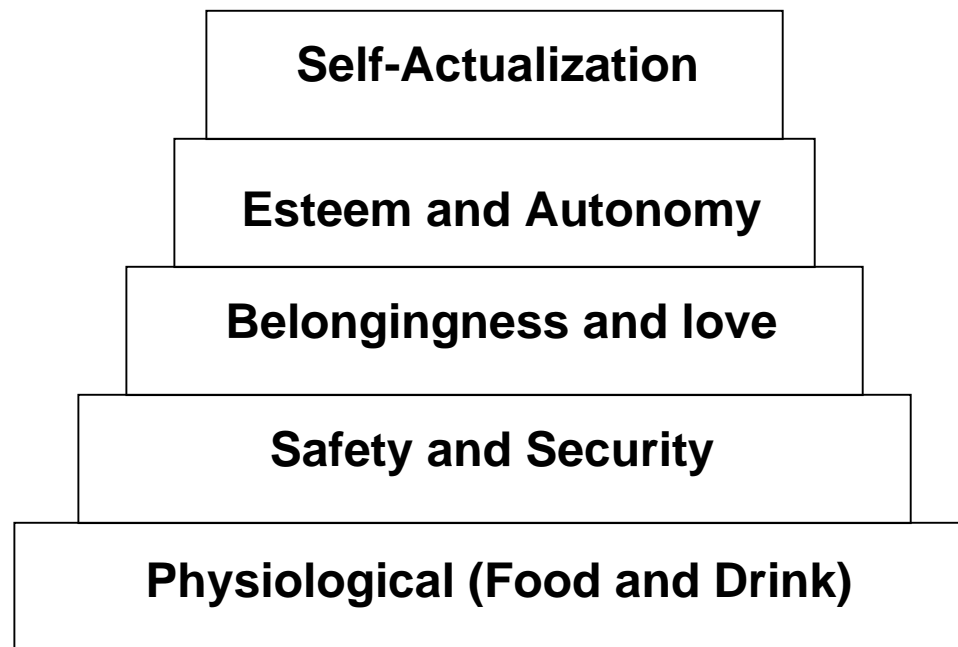 Self-Actualization
Esteem and Autonomy
Belongingness and love
Safety and Security
Physiological (Food and Drink)